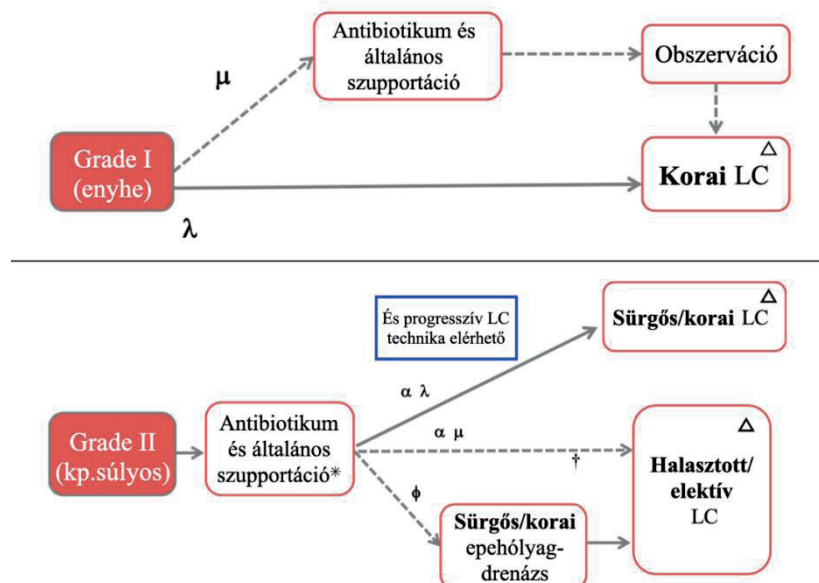 Antibiotikum és
általános
szupportáció
Obszerváció
μ
Grade I
(enyhe)
△
Korai LC
λ
És progresszív LC
technika elérhető
△
Sürgős/korai LC
α λ
Grade II
(kp.súlyos)
Antibiotikum
és általános
szupportáció*
α μ
†
△
Halasztott/
elektív
LC
ϕ
Sürgős/korai
epehólyag-
drenázs